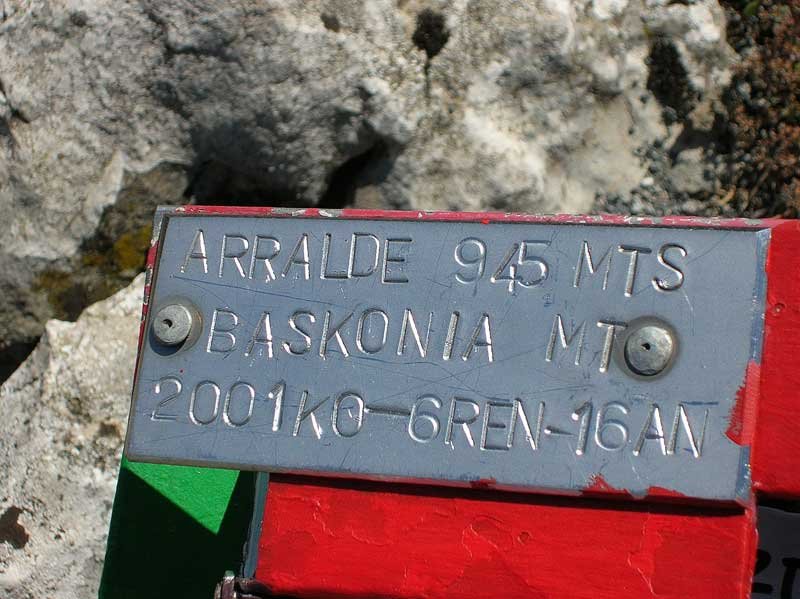 ARRALDE 945 MTS
BASKONIA MT
2001KO-6REN-16AN